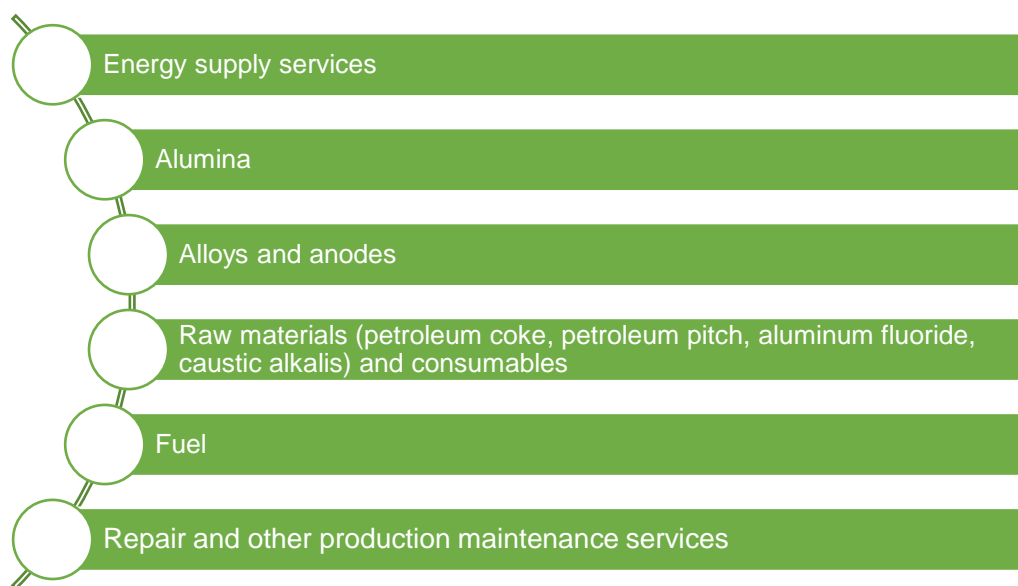 Energy supply services
Alumina
Alloys and anodes
Raw materials (petroleum coke, petroleum pitch, aluminum fluoride,
caustic alkalis) and consumables
Fuel
Repair and other production maintenance services